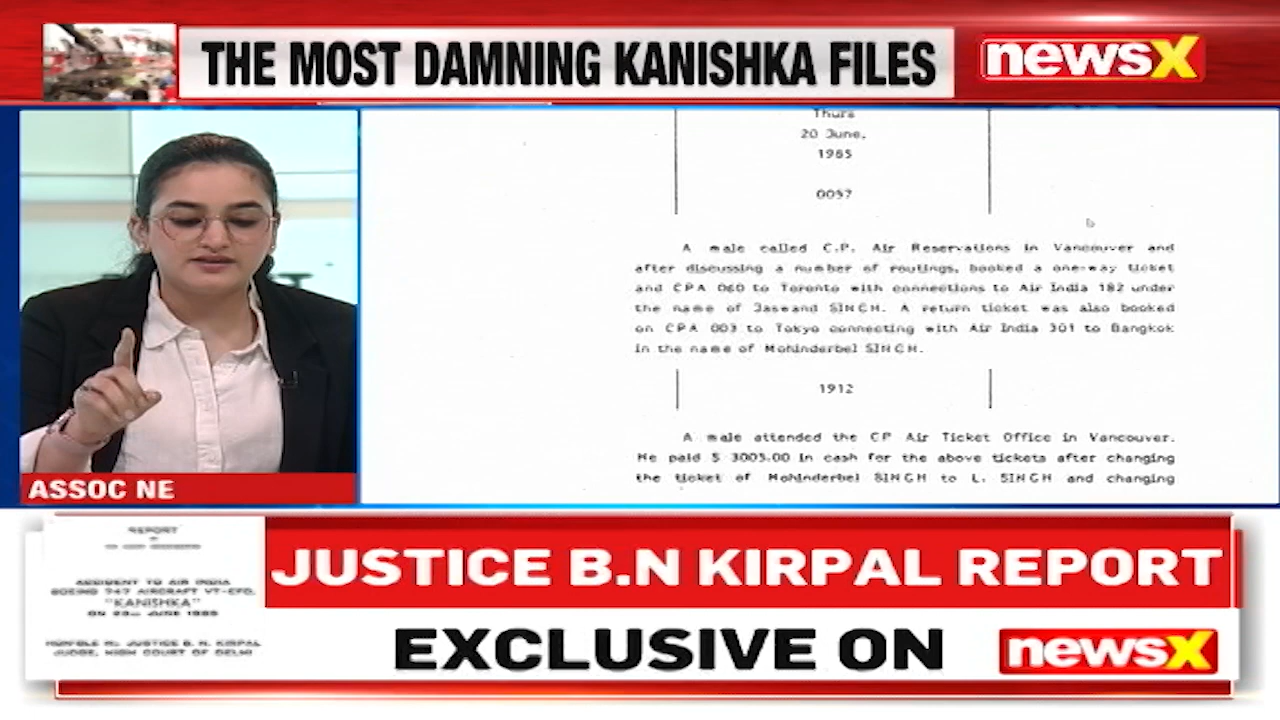 THE MOST DAMNING KANISHKA FILES
newsX
Thurs
20 June,
1985
0057
A male called C.P. Air Reservations in Vancouver and
after discussing a number of routings, booked a one-way ticket
and CPA 060 to Toronto with connections to Air India 182 under
the name of Jaswand SINGH. A return ticket was also booked
on CPA 003 to Tokyo connecting with Air India 301 to Bangkok
in the name of Mohinderbel SINGH.
1912
A male attended the CP Air Ticket Office in Vancouver.
He paid $ 3005.00 in cash for the above tickets after changing
the ticket of Mohinderbel SINGH to L. SINGH and changing
ASSOC NE
REPORT
ACCIDENT TO AIR INDIA
BOEING 747 AIRCRAFT VT-EFO,
"KANISHKA"
ON 23RD JUNE 1985
HON'BLE Mr. JUSTICE B. N. KIRPAL
JUDGE, HIGH COURT OF DELHI
JUSTICE B.N KIRPAL REPORT
EXCLUSIVE ON
newsX